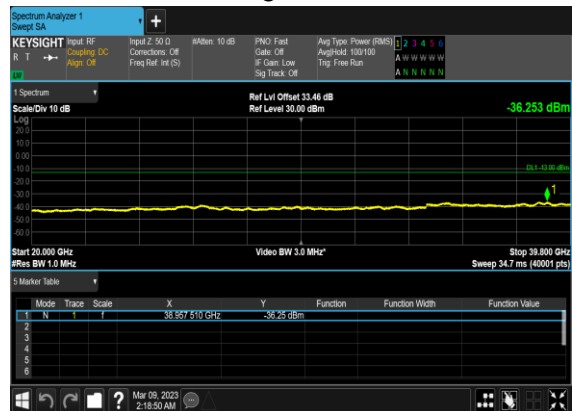 Spectrum Analyzer 1
Swept SA
+
KEYSIGHT Input: RF Input Z: 50 Ω #Atten: 10 dB PNO: Fast Avg Type: Power (RMS) 1 2 3 4 5 6
R T Coupling: DC Corrections: Off Gate: Off Avg|Hold: 100/100 A W W W W W
Align: Off Freq Ref: Int (S) IF Gain: Low Trig: Free Run
LW Sig Track: Off A N N N N N
1 Spectrum
Ref Lvl Offset 33.46 dB
Scale/Div 10 dB Ref Level 30.00 dBm -36.253 dBm
Log
20.0
10.0
0.00
-10.0 DL1 -13.00 dBm
-20.0
-30.0 1
-40.0
-50.0
-60.0
Start 20.000 GHz Video BW 3.0 MHz* Stop 39.800 GHz
#Res BW 1.0 MHz Sweep 34.7 ms (40001 pts)
5 Marker Table
Mode Trace Scale X Y Function Function Width Function Value
1 N 1 f 38.957 510 GHz -36.25 dBm
2
3
4
5
6
? Mar 09, 2023
2:18:50 AM